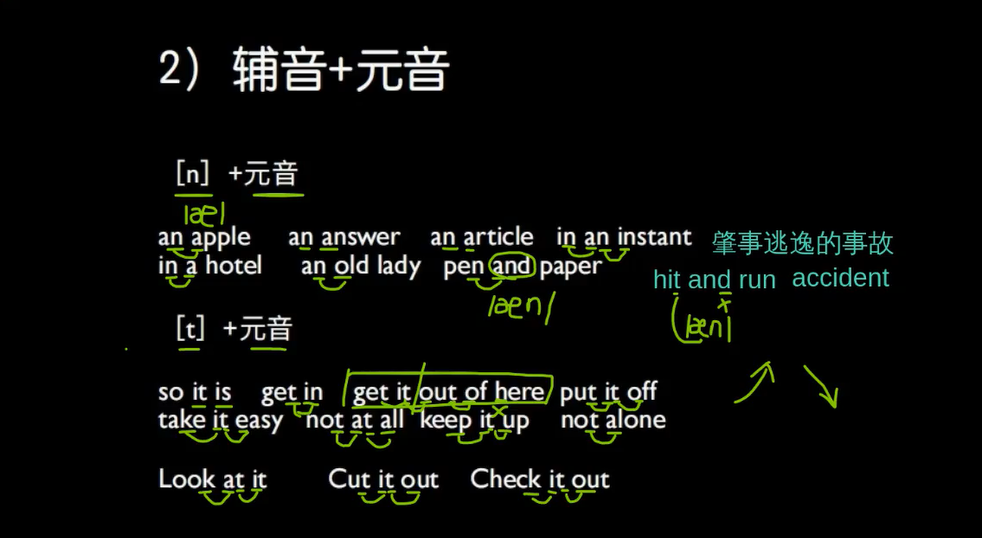 2）辅音+元音
[n] +元音
|æ|
an apple an answer an article in an instant 肇事逃逸的事故
in a hotel an old lady pen and paper hit and run accident
|æn| |æn|
[t] +元音
so it is get in get it out of here put it off
take it easy not at all keep it up not alone
Look at it Cut it out Check it out